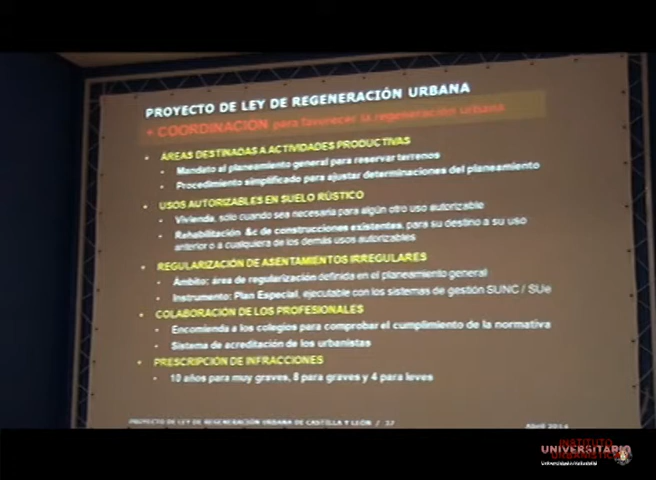 PROYECTO DE LEY DE REGENERACIÓN URBANA
+ COORDINACIÓN para favorecer la regeneración urbana
• ÁREAS DESTINADAS A ACTIVIDADES PRODUCTIVAS
• Mandato al planeamiento general para reservar terrenos
• Procedimiento simplificado para ajustar determinaciones del planeamiento
• USOS AUTORIZABLES EN SUELO RÚSTICO
• Vivienda, sólo cuando sea necesaria para algún otro uso autorizable
• Rehabilitación &c de construcciones existentes, para su destino a su uso
anterior o a cualquiera de los demás usos autorizables
• REGULARIZACIÓN DE ASENTAMIENTOS IRREGULARES
• Ámbito: área de regularización definida en el planeamiento general
• Instrumento: Plan Especial, ejecutable con los sistemas de gestión SUNC / SUe
• COLABORACIÓN DE LOS PROFESIONALES
• Encomienda a los colegios para comprobar el cumplimiento de la normativa
• Sistema de acreditación de los urbanistas
• PRESCRIPCIÓN DE INFRACCIONES
• 10 años para muy graves, 8 para graves y 4 para leves
PROYECTO DE LEY DE REGENERACIÓN URBANA DE CASTILLA Y LEÓN / 37
Abril 2014
INSTITUTO
UNIVERSITARIO
URBANÍSTICA
Universidad Valladolid